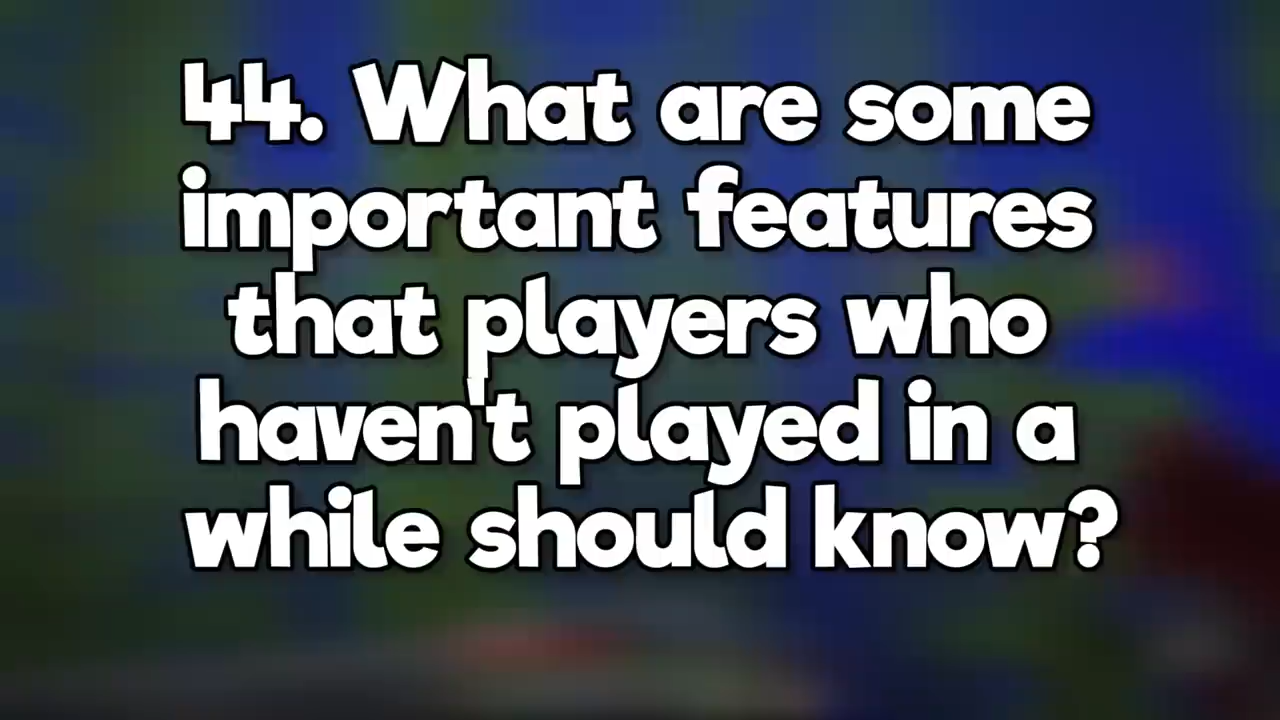 44. What are some
important features
that players who
haven't played in a
while should know?